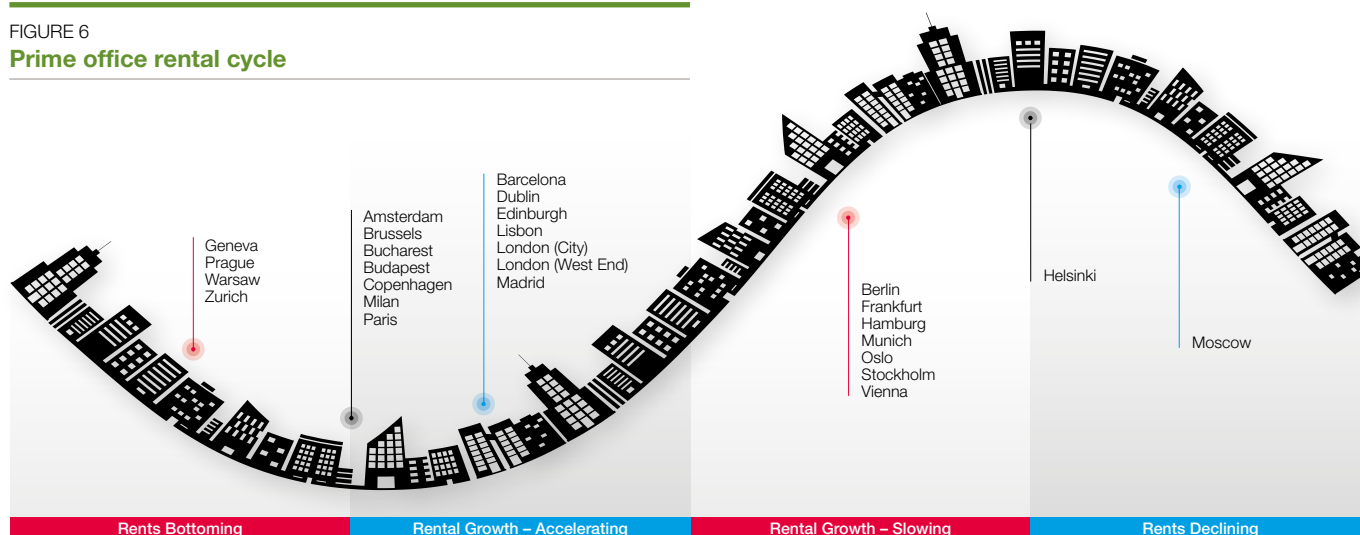 FIGURE 6
Prime office rental cycle
Geneva
Prague
Warsaw
Zurich
Amsterdam
Brussels
Bucharest
Budapest
Copenhagen
Milan
Paris
Barcelona
Dublin
Edinburgh
Lisbon
London (City)
London (West End)
Madrid
Berlin
Frankfurt
Hamburg
Munich
Oslo
Stockholm
Vienna
Helsinki
Moscow
Rents Bottoming
Rental Growth – Accelerating
Rental Growth – Slowing
Rents Declining